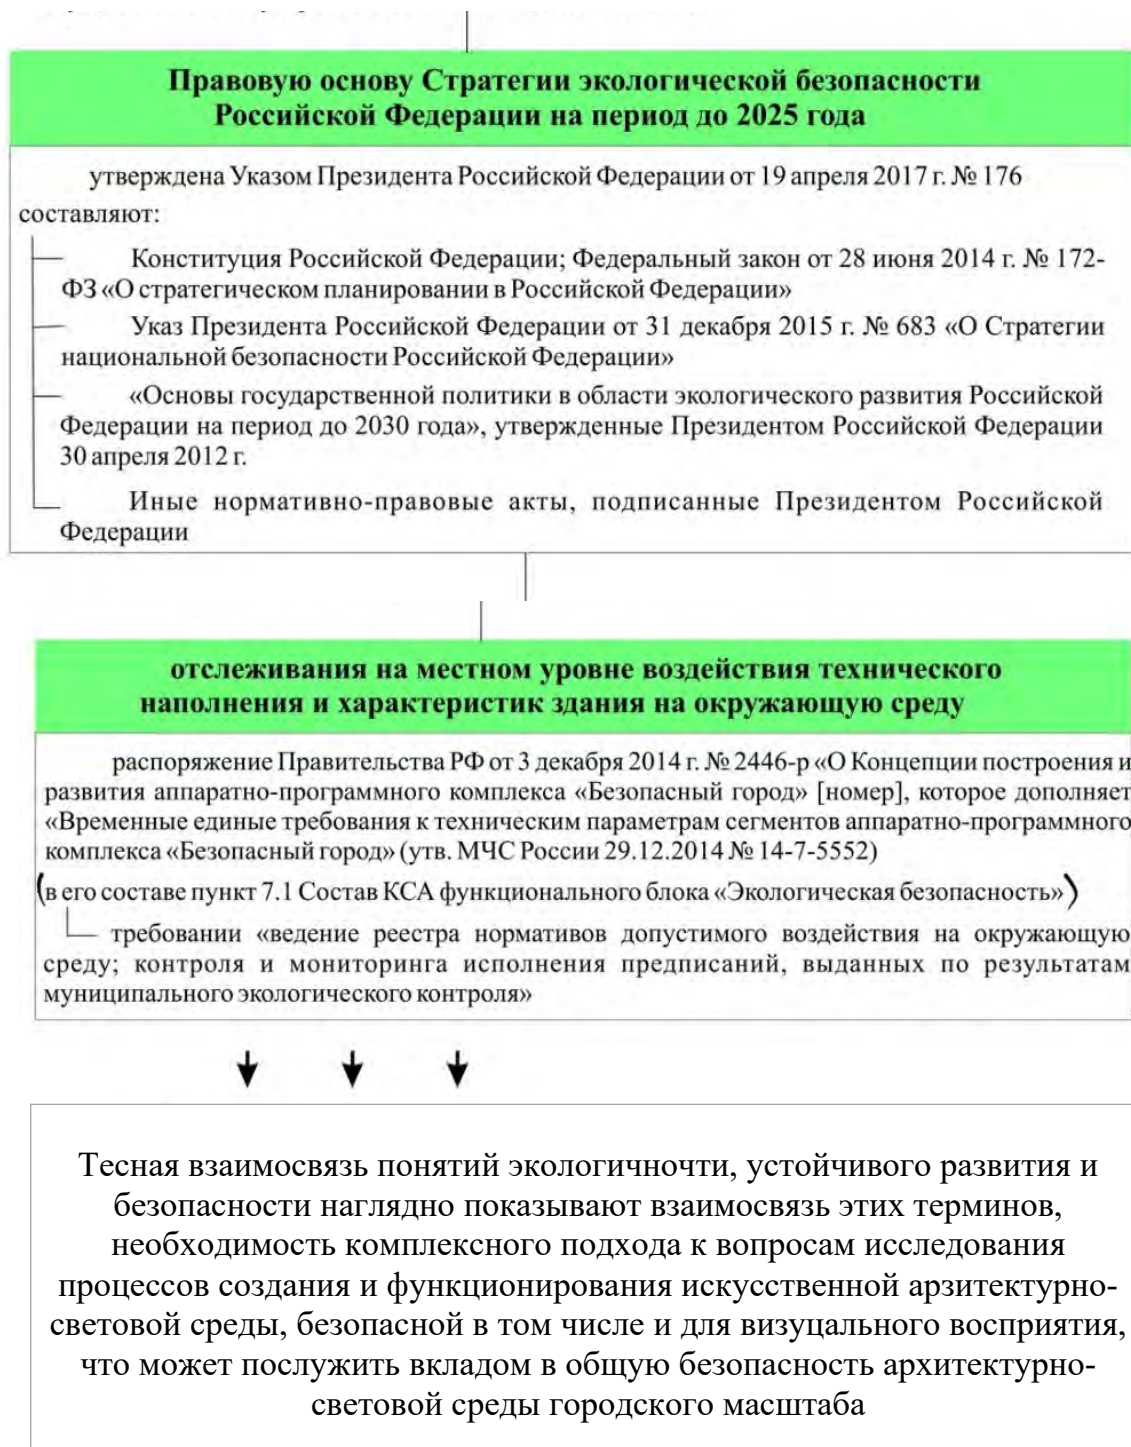 Правовую основу Стратегии экологической безопасности
Российской Федерации на период до 2025 года
утверждена Указом Президента Российской Федерации от 19 апреля 2017 г. № 176
составляют:
Конституция Российской Федерации; Федеральный закон от 28 июня 2014 г. № 172-
ФЗ «О стратегическом планировании в Российской Федерации»
Указ Президента Российской Федерации от 31 декабря 2015 г. № 683 «О Стратегии
национальной безопасности Российской Федерации»
«Основы государственной политики в области экологического развития Российской
Федерации на период до 2030 года», утвержденные Президентом Российской Федерации
30 апреля 2012 г.
Иные нормативно-правовые акты, подписанные Президентом Российской
Федерации
отслеживания на местном уровне воздействия технического
наполнения и характеристик здания на окружающую среду
распоряжение Правительства РФ от 3 декабря 2014 г. № 2446-р «О Концепции построения и
развития аппаратно-программного комплекса «Безопасный город» [номер], которое дополняет
«Временные единые требования к техническим параметрам сегментов аппаратно-программного
комплекса «Безопасный город» (утв. МЧС России 29.12.2014 № 14-7-5552)
(в его составе пункт 7.1 Состав КСА функционального блока «Экологическая безопасность»)
требовании «ведение реестра нормативов допустимого воздействия на окружающую
среду; контроля и мониторинга исполнения предписаний, выданных по результатам
муниципального экологического контроля»
Тесная взаимосвязь понятий экологичночти, устойчивого развития и
безопасности наглядно показывают взаимосвязь этих терминов,
необходимость комплексного подхода к вопросам исследования
процессов создания и функционирования искусственной арзитектурно-
световой среды, безопасной в том числе и для визуцального восприятия,
что может послужить вкладом в общую безопасность архитектурно-
световой среды городского масштаба